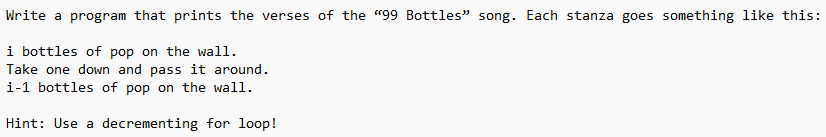 Write a program that prints the verses of the “99 Bottles” song. Each stanza goes something like this:
i bottles of pop on the wall.
Take one down and pass it around.
i-1 bottles of pop on the wall.
Hint: Use a decrementing for loop!